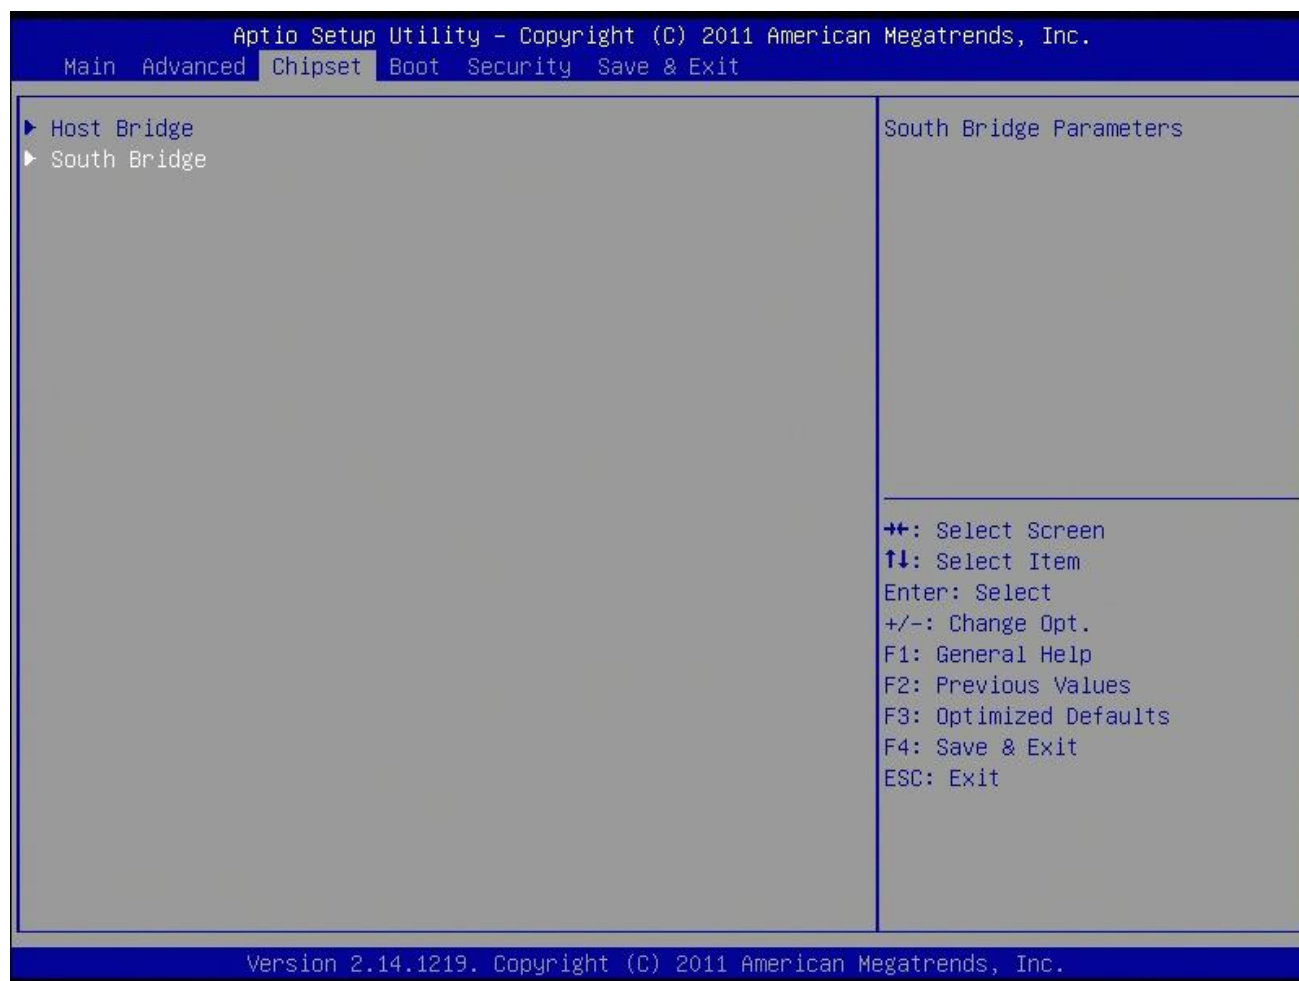 Aptio Setup Utility – Copyright (C) 2011 American Megatrends, Inc.
Main Advanced Chipset Boot Security Save & Exit
Host Bridge
South Bridge
South Bridge Parameters
→←: Select Screen
↑↓: Select Item
Enter: Select
+/-: Change Opt.
F1: General Help
F2: Previous Values
F3: Optimized Defaults
F4: Save & Exit
ESC: Exit
Version 2.14.1219. Copyright (C) 2011 American Megatrends, Inc.